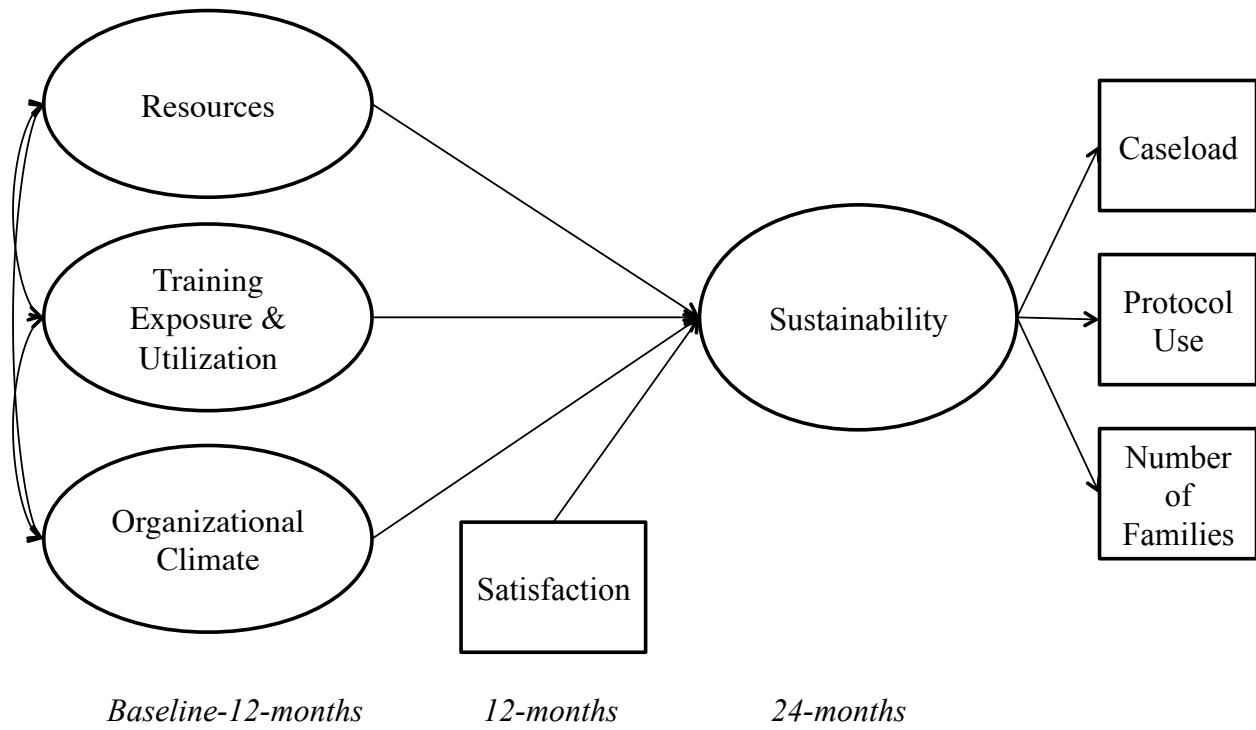 Resources
Training
Exposure &
Utilization
Organizational
Climate
Satisfaction
Sustainability
Caseload
Protocol
Use
Number
of
Families
Baseline-12-months
12-months
24-months